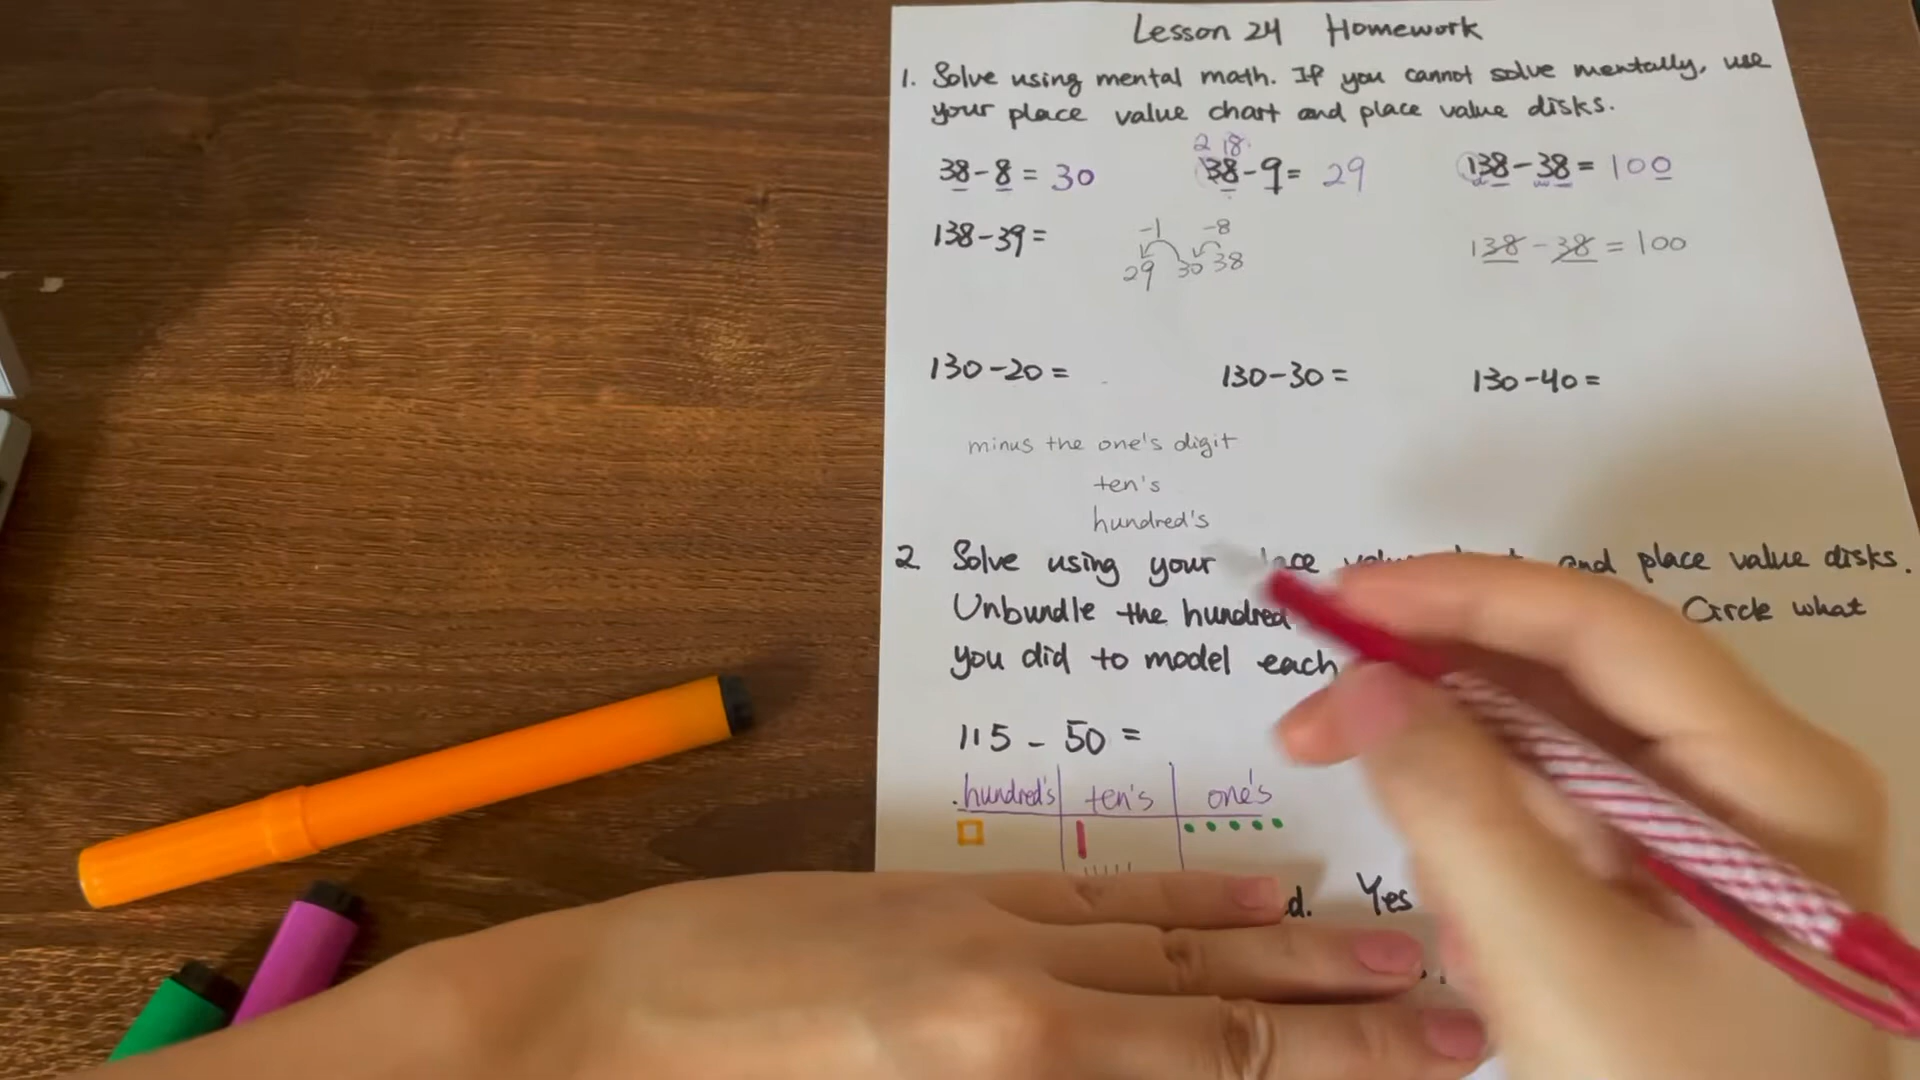 Lesson 24 Homework
1. Solve using mental math. If you cannot solve mentally, use
your place value chart and place value disks.
2 18
38-8 = 30 38-9= 29 138-38= 100
138-39=
-1 -8
29 30 38
138-38 = 100
130-20= 130-30= 130-40=
minus the one's digit
ten's
hundred's
2. Solve using your and place value disks.
Unbundle the hundred Circle what
you did to model each
115 - 50 =
hundred's ten's one's
Yes